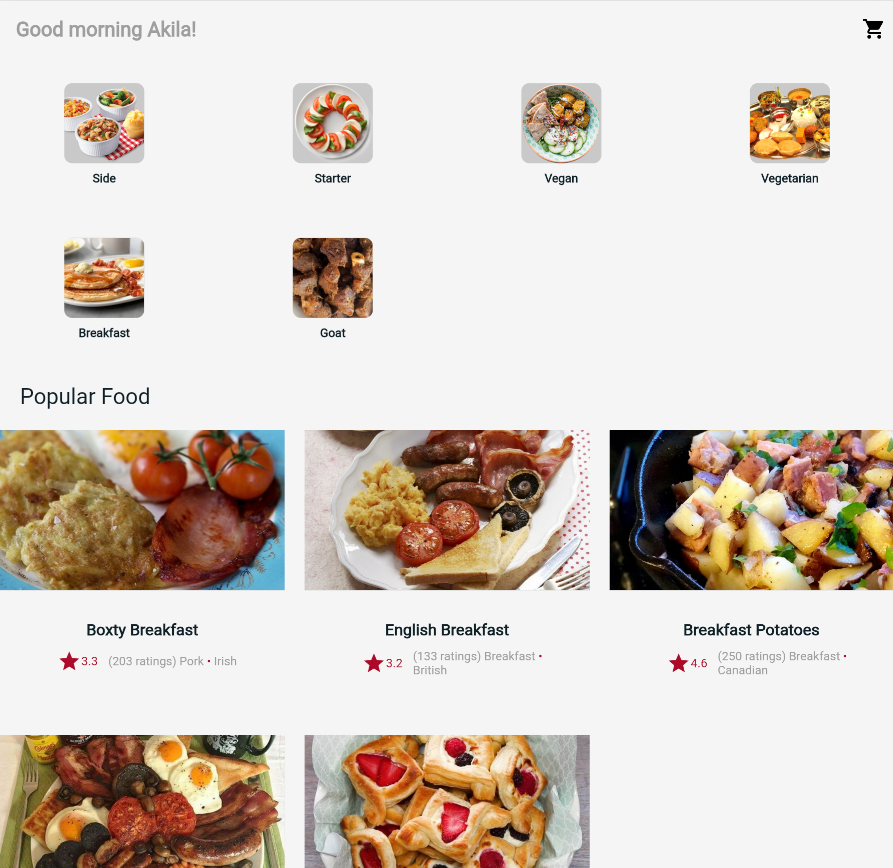 Good morning Akila!
Side
Starter
Vegan
Vegetarian
Breakfast
Goat
Popular Food
Boxty Breakfast
3.3 (203 ratings) Pork • Irish
English Breakfast
3.2 (133 ratings) Breakfast •
British
Breakfast Potatoes
4.6 (250 ratings) Breakfast •
Canadian